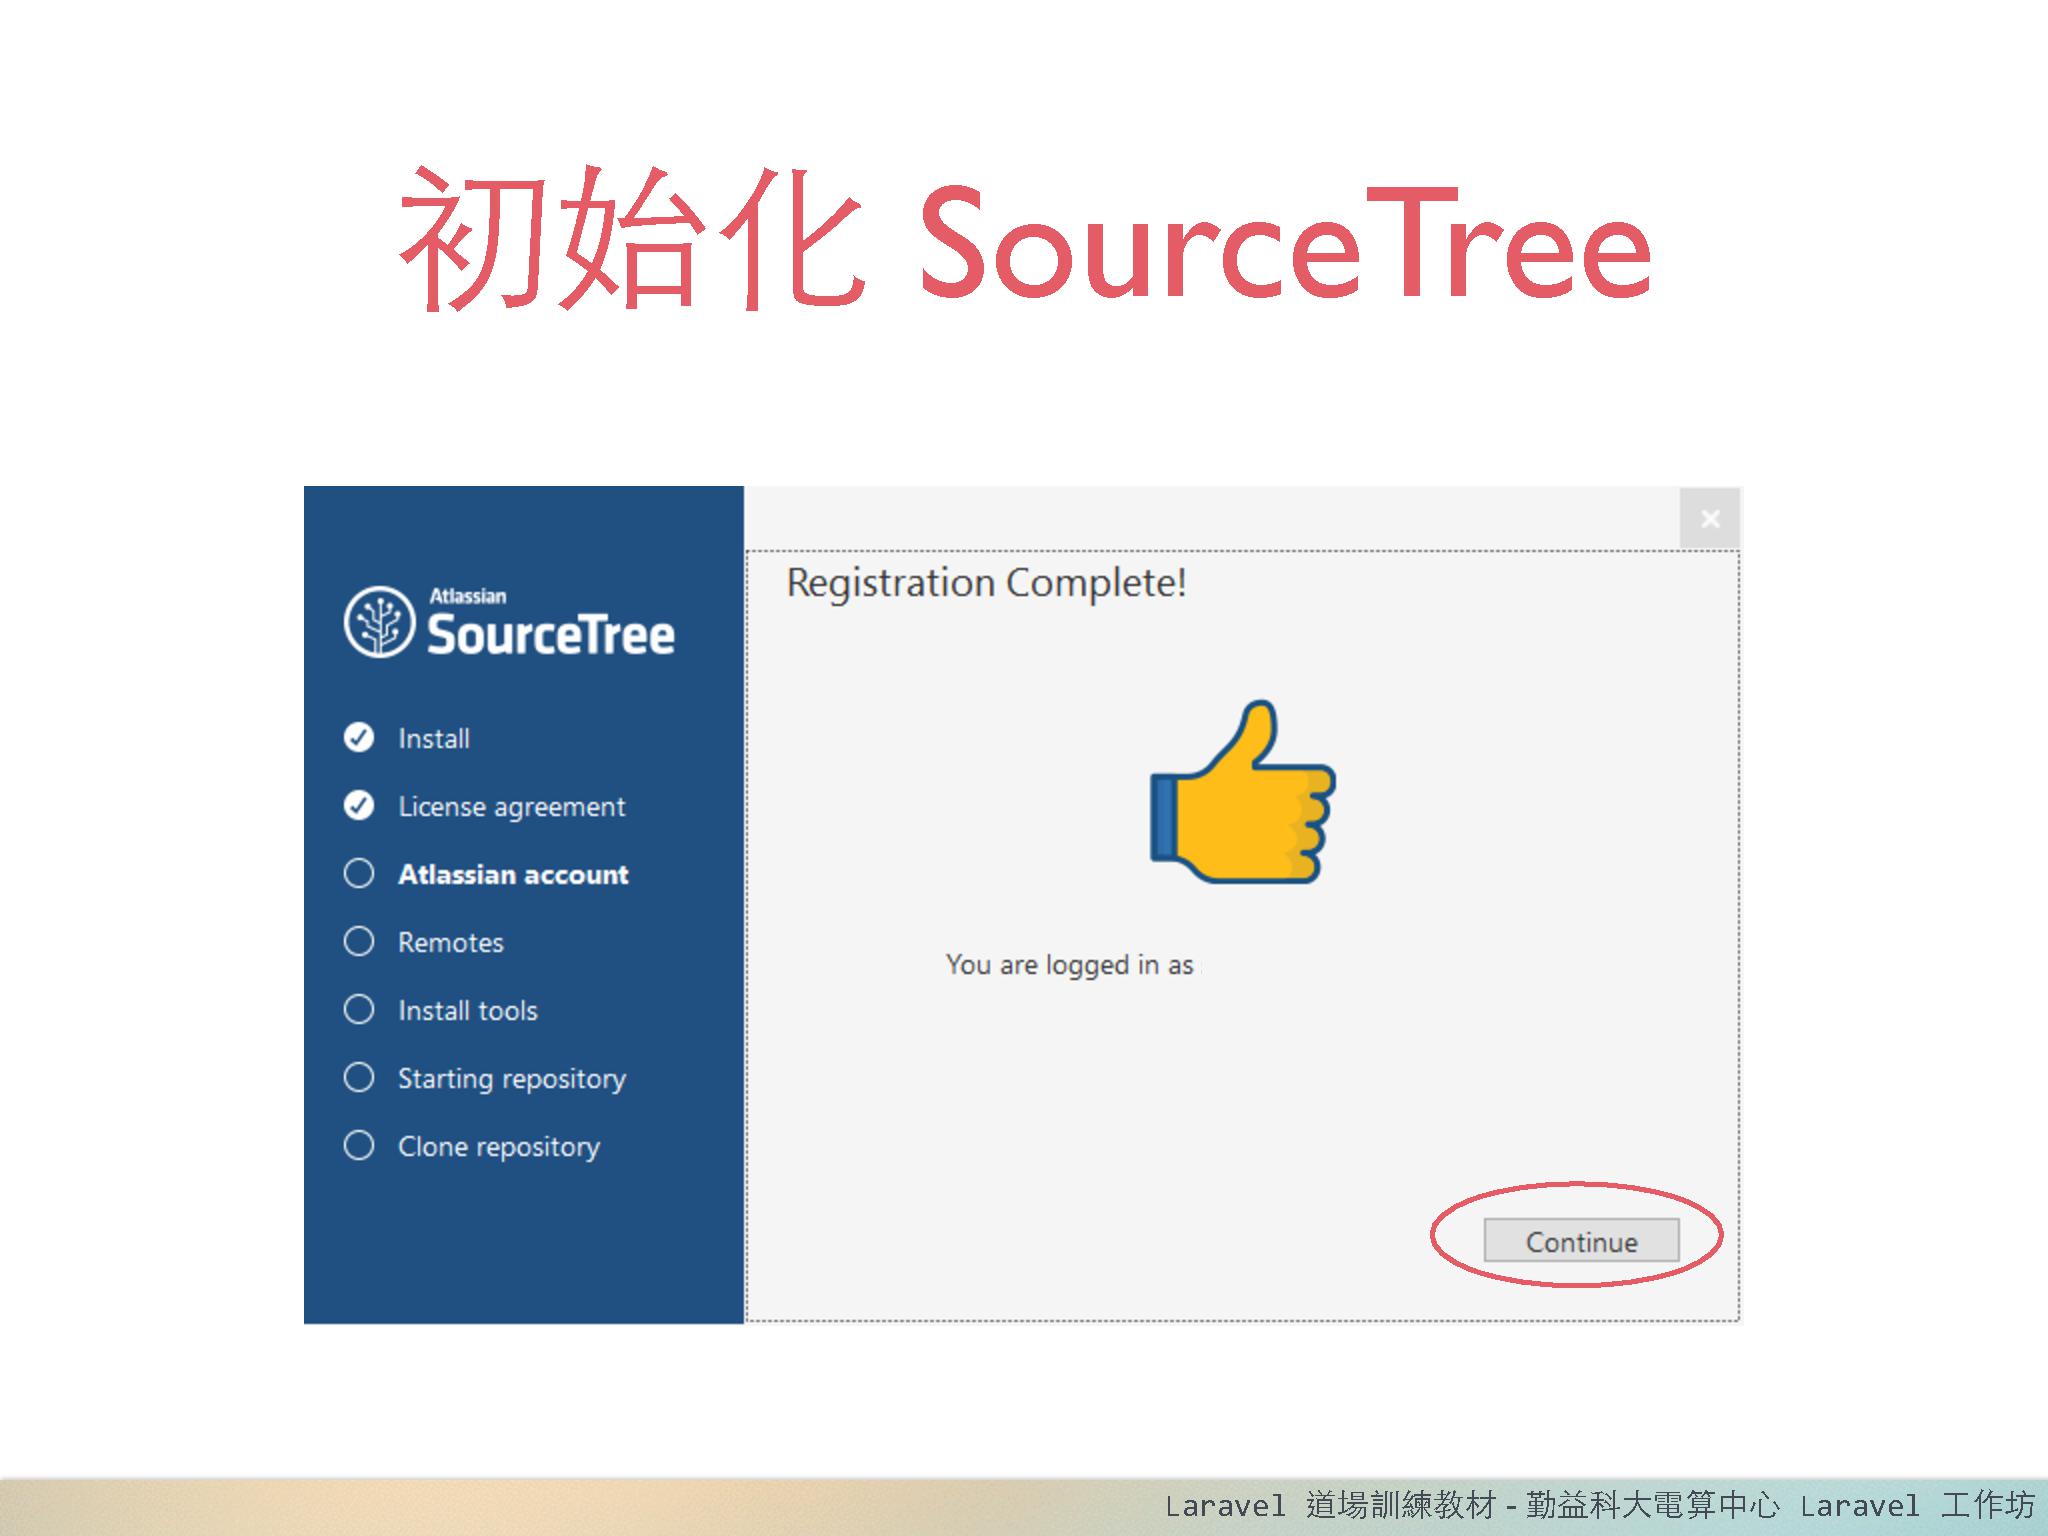 初始化 SourceTree
Atlassian
SourceTree
Install
License agreement
Atlassian account
Remotes
Install tools
Starting repository
Clone repository
Registration Complete!
You are logged in as
Continue
Laravel 道場訓練教材 - 勤益科大電算中心 Laravel 工作坊